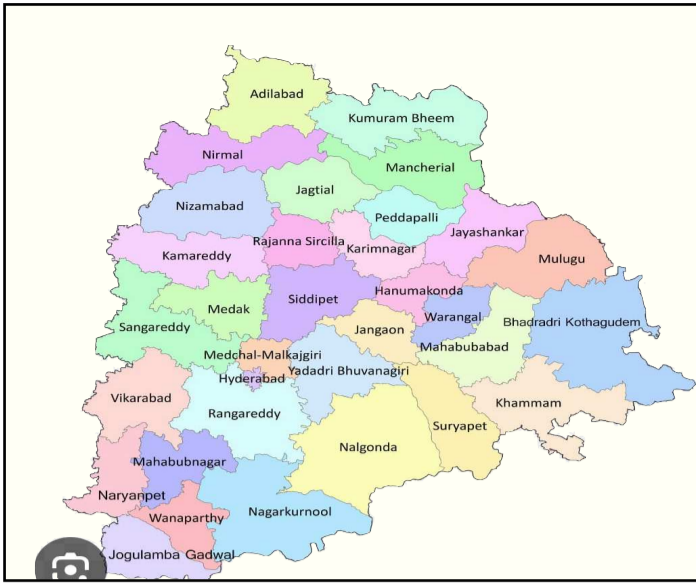 Adilabad
Kumuram Bheem
Nirmal
Mancherial
Jagtial
Nizamabad
Peddapalli
Jayashankar
Rajanna Sircilla
Karimnagar
Kamareddy
Mulugu
Hanumakonda
Siddipet
Medak
Warangal
Bhadradri Kothagudem
Sangareddy
Jangaon
Mahabubabad
Medchal-Malkajgiri
Yadadri Bhuvanagiri
Hyderabad
Vikarabad
Khammam
Rangareddy
Suryapet
Nalgonda
Mahabubnagar
Naryanpet
Wanaparthy
Nagarkurnool
Jogulamba Gadwal